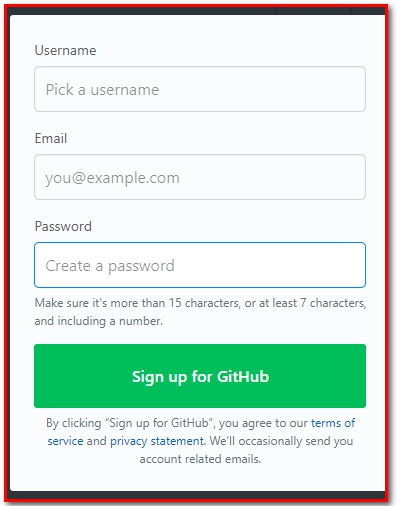 Username
Pick a username
Email
you@example.com
Password
Create a password
Make sure it's more than 15 characters, or at least 7 characters,
and including a number.
Sign up for GitHub
By clicking “Sign up for GitHub”, you agree to our terms of
service and privacy statement. We’ll occasionally send you
account related emails.